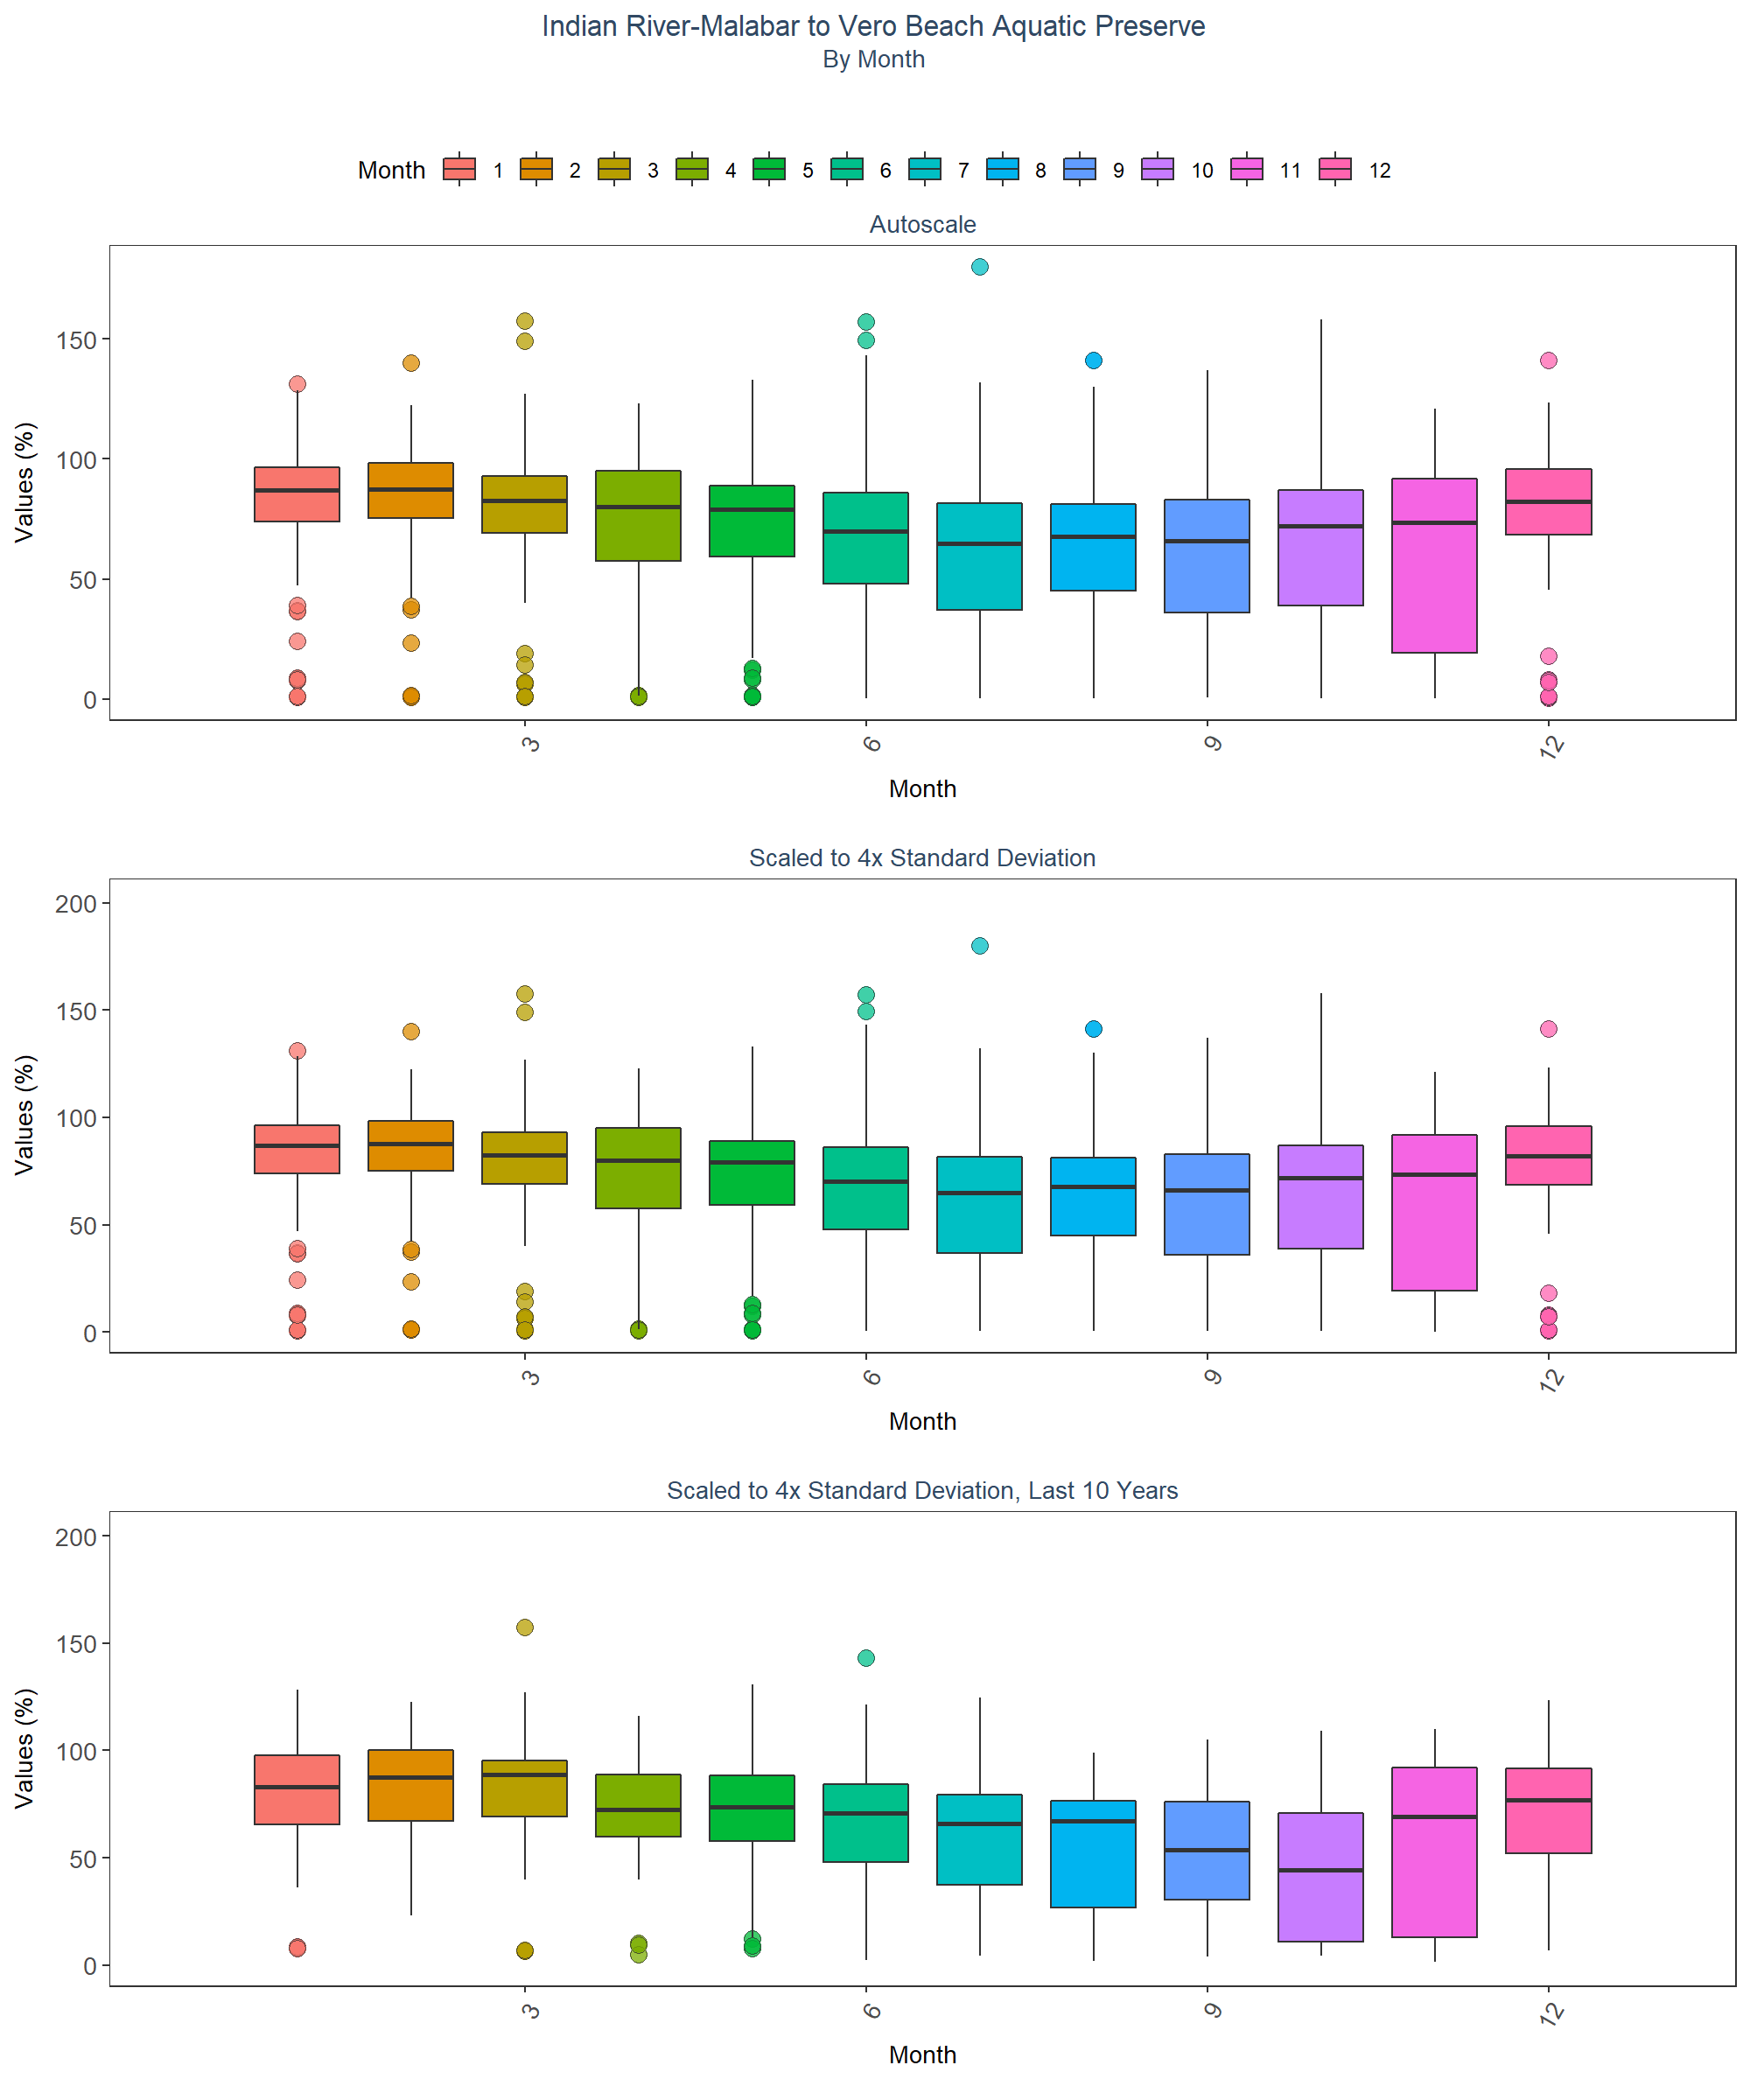 Indian River-Malabar to Vero Beach Aquatic Preserve
By Month
Month 1 2 3 4 5 6 7 8 9 10 11 12
Autoscale
Values (%)
150
100
50
0
3 6 9 12
Month
Scaled to 4x Standard Deviation
Values (%)
200
150
100
50
0
3 6 9 12
Month
Scaled to 4x Standard Deviation, Last 10 Years
Values (%)
200
150
100
50
0
3 6 9 12
Month